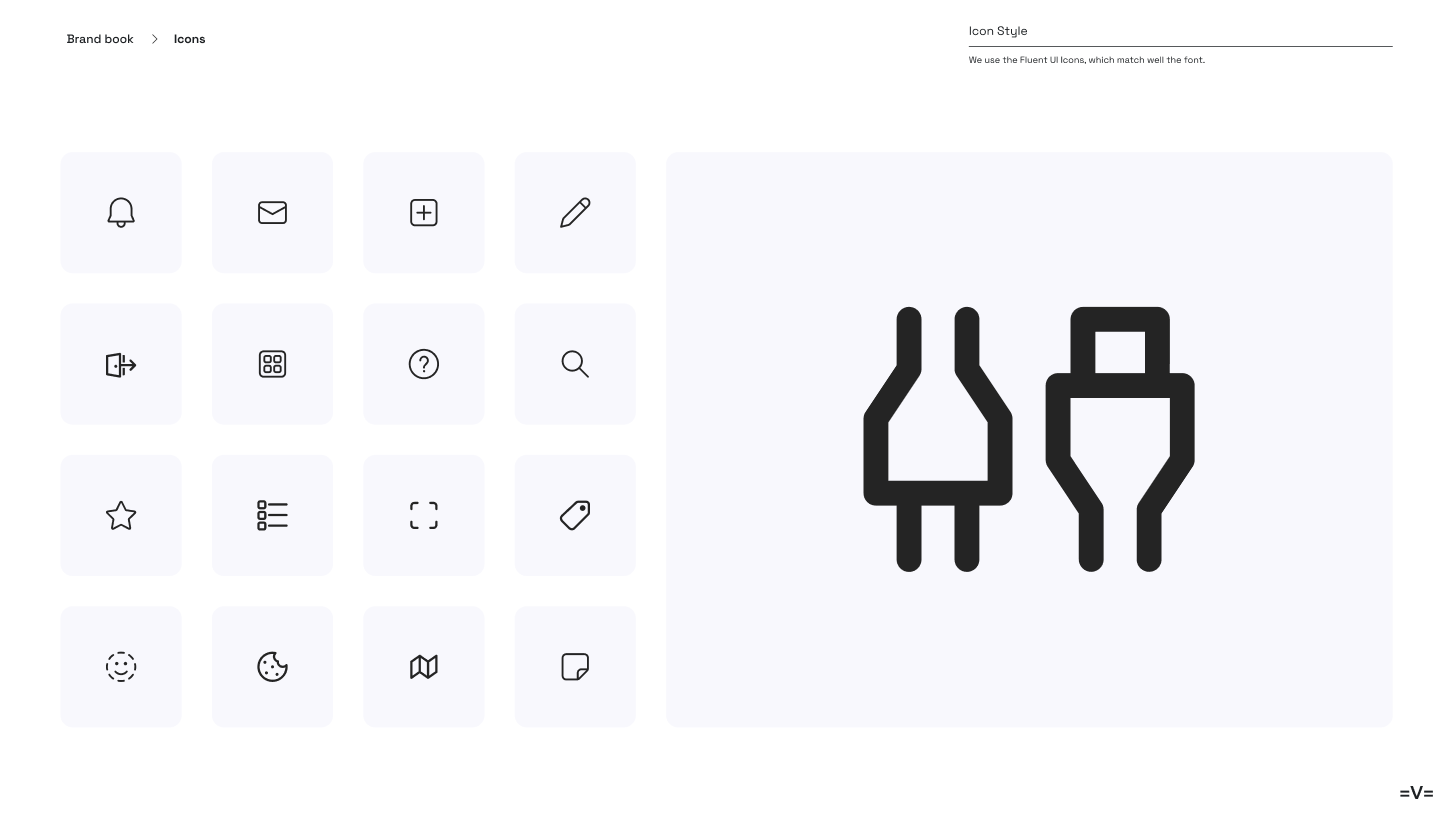 Brand book
Icons
Icon Style
We use the Fluent UI Icons, which match well the font.
=V=